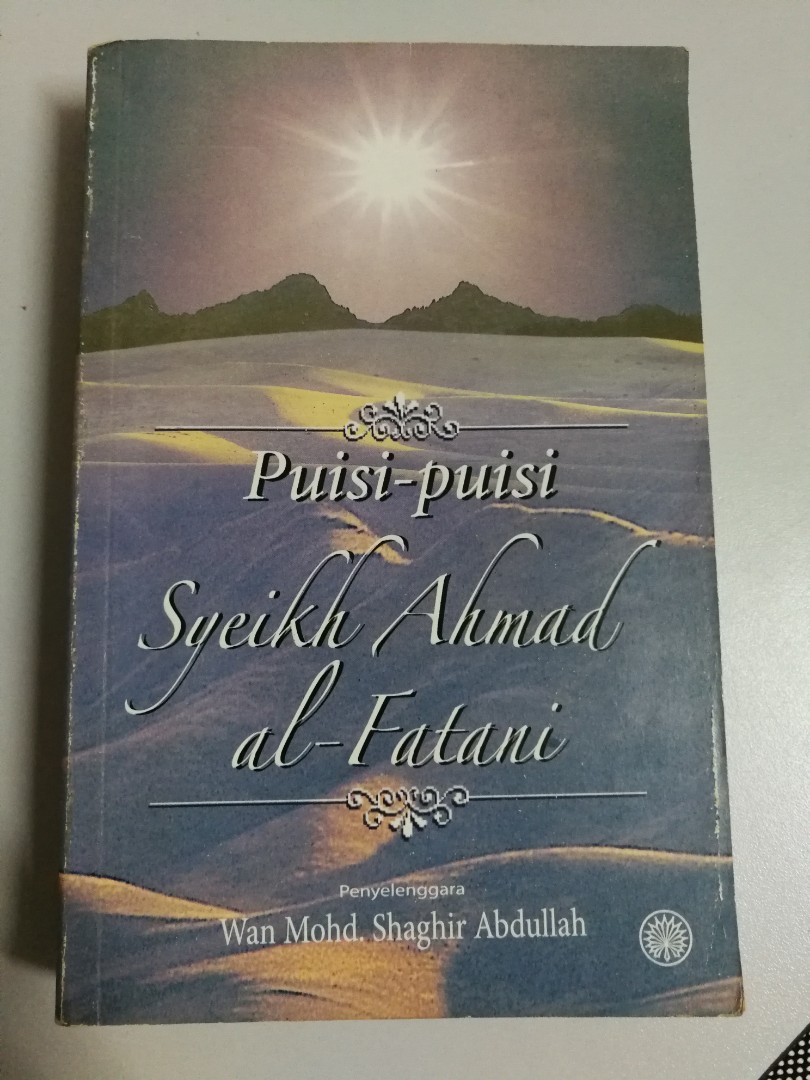 Puisi-puisi
Syeikh Ahmad
al-Fatani
Penyelenggara
Wan Mohd. Shaghir Abdullah